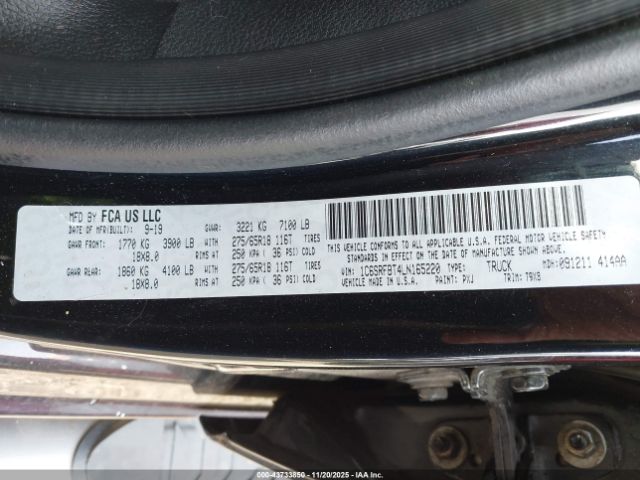 MFD BY FCA US LLC
DATE OF MFR(BUILT): 9-19 GVWR: 3221 KG 7100 LB
GAWR FRONT: 1770 KG 3900 LB WITH 275/65R18 116T TIRES
18X8.0 RIMS AT 250 KPA ( 36 PSI) COLD
GAWR REAR: 1860 KG 4100 LB WITH 275/65R18 116T TIRES
18X8.0 RIMS AT 250 KPA ( 36 PSI) COLD
THIS VEHICLE CONFORMS TO ALL APPLICABLE U.S.A. FEDERAL MOTOR VEHICLE SAFETY
STANDARDS IN EFFECT ON THE DATE OF MANUFACTURE SHOWN ABOVE.
VIN: 1C6SRFBT4LN165220 TYPE: TRUCK MDH: 091211 414AA
VEHICLE MADE IN U.S.A. PAINT: PXJ TRIM: T9X8
000-43733850 - 11/20/2025 - IAAI.COM